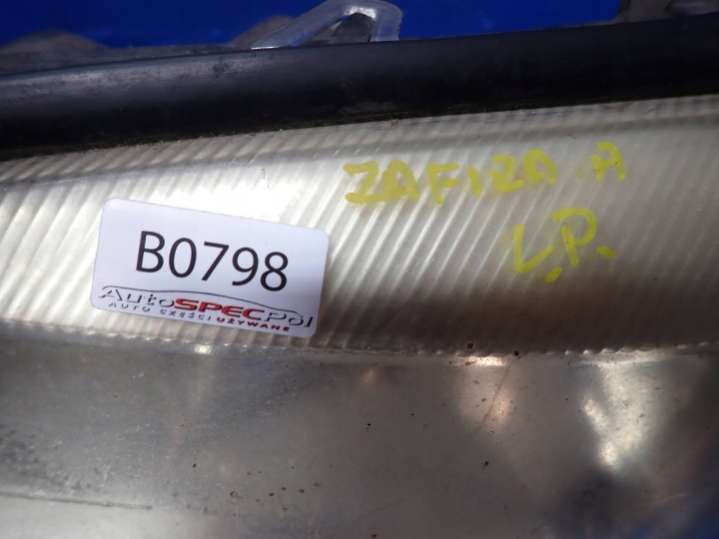 ZAFIRA A
L.P.
B0798
AutoSPECPol
AUTO CZĘŚCI UŻYWANE